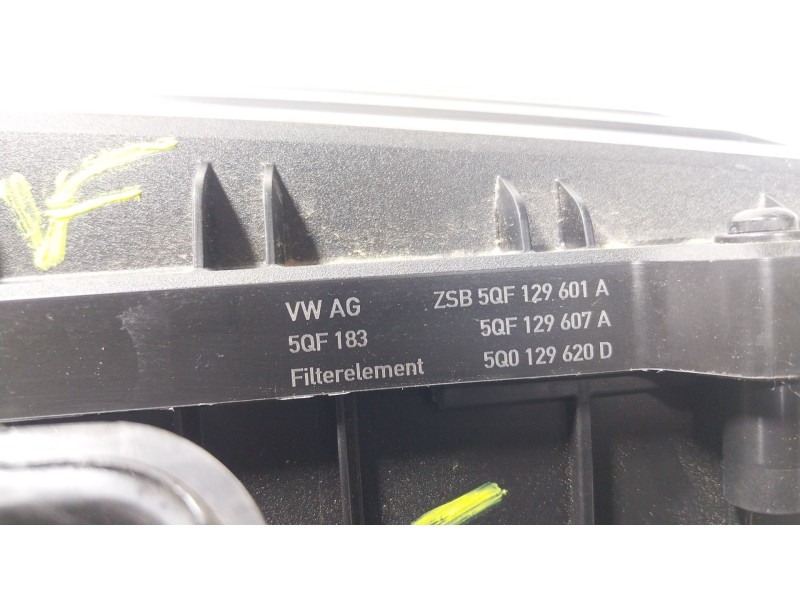 VW AG ZSB 5QF 129 601 A
5QF 183 5QF 129 607 A
Filterelement 5Q0 129 620 D